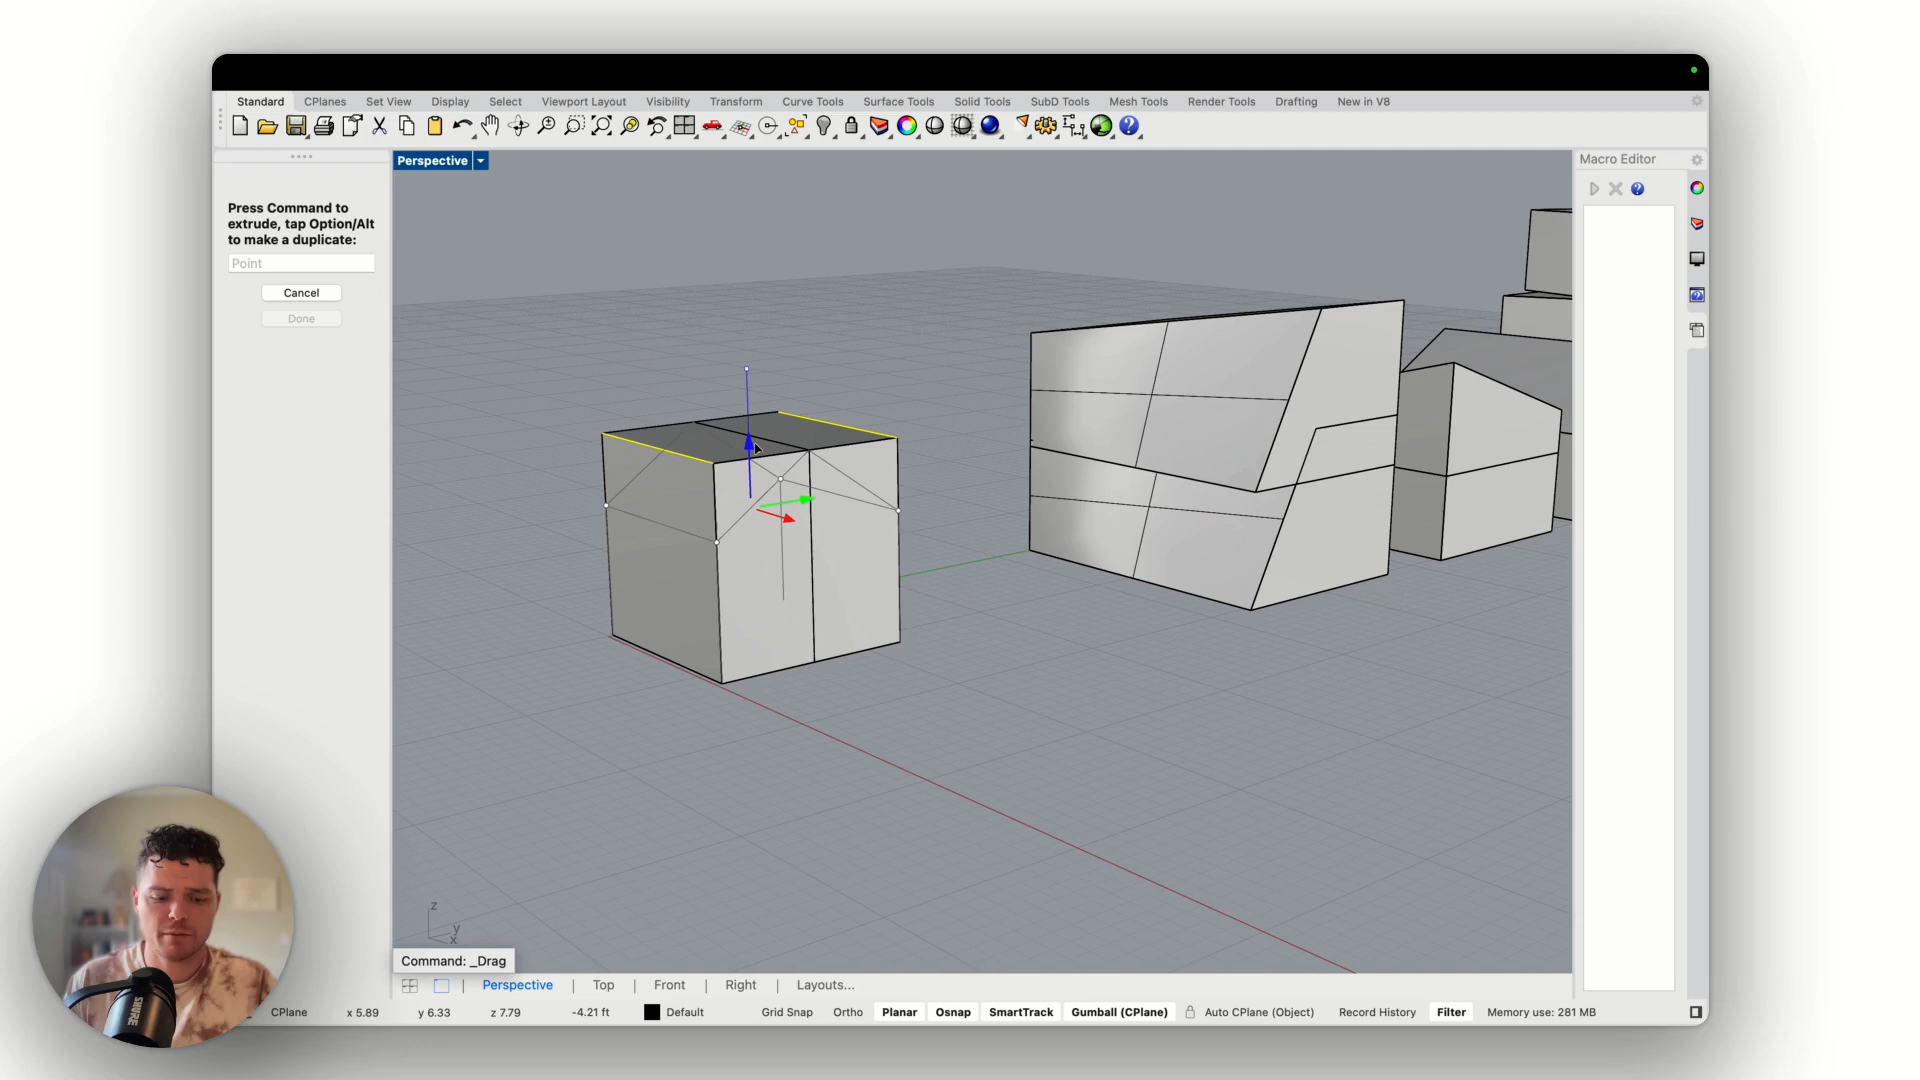 Standard CPlanes Set View Display Select Viewport Layout Visibility Transform Curve Tools Surface Tools Solid Tools SubD Tools Mesh Tools Render Tools Drafting New in V8
Perspective
Macro Editor
Press Command to
extrude, tap Option/Alt
to make a duplicate:
Point
Cancel
Done
z
y
x
Command: _Drag
Perspective | Top | Front | Right | Layouts...
CPlane x 5.89 y 6.33 z 7.79 -4.21 ft Default Grid Snap Ortho Planar Osnap SmartTrack Gumball (CPlane) Auto CPlane (Object) Record History Filter Memory use: 281 MB
SHURE